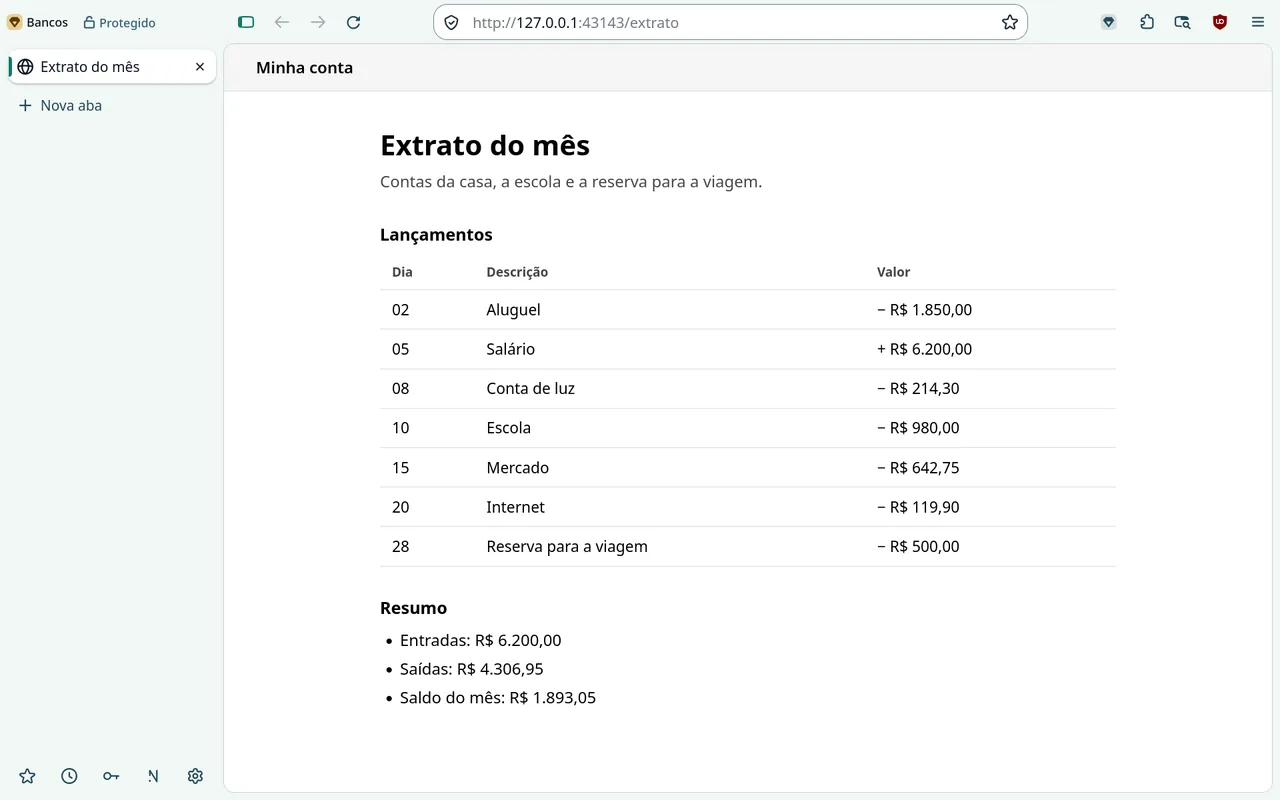 Bancos Protegido http://127.0.0.1:43143/extrato
Extrato do mês
Nova aba
Minha conta
Extrato do mês
Contas da casa, a escola e a reserva para a viagem.
Lançamentos
Dia Descrição Valor
02 Aluguel − R$ 1.850,00
05 Salário + R$ 6.200,00
08 Conta de luz − R$ 214,30
10 Escola − R$ 980,00
15 Mercado − R$ 642,75
20 Internet − R$ 119,90
28 Reserva para a viagem − R$ 500,00
Resumo
• Entradas: R$ 6.200,00
• Saídas: R$ 4.306,95
• Saldo do mês: R$ 1.893,05